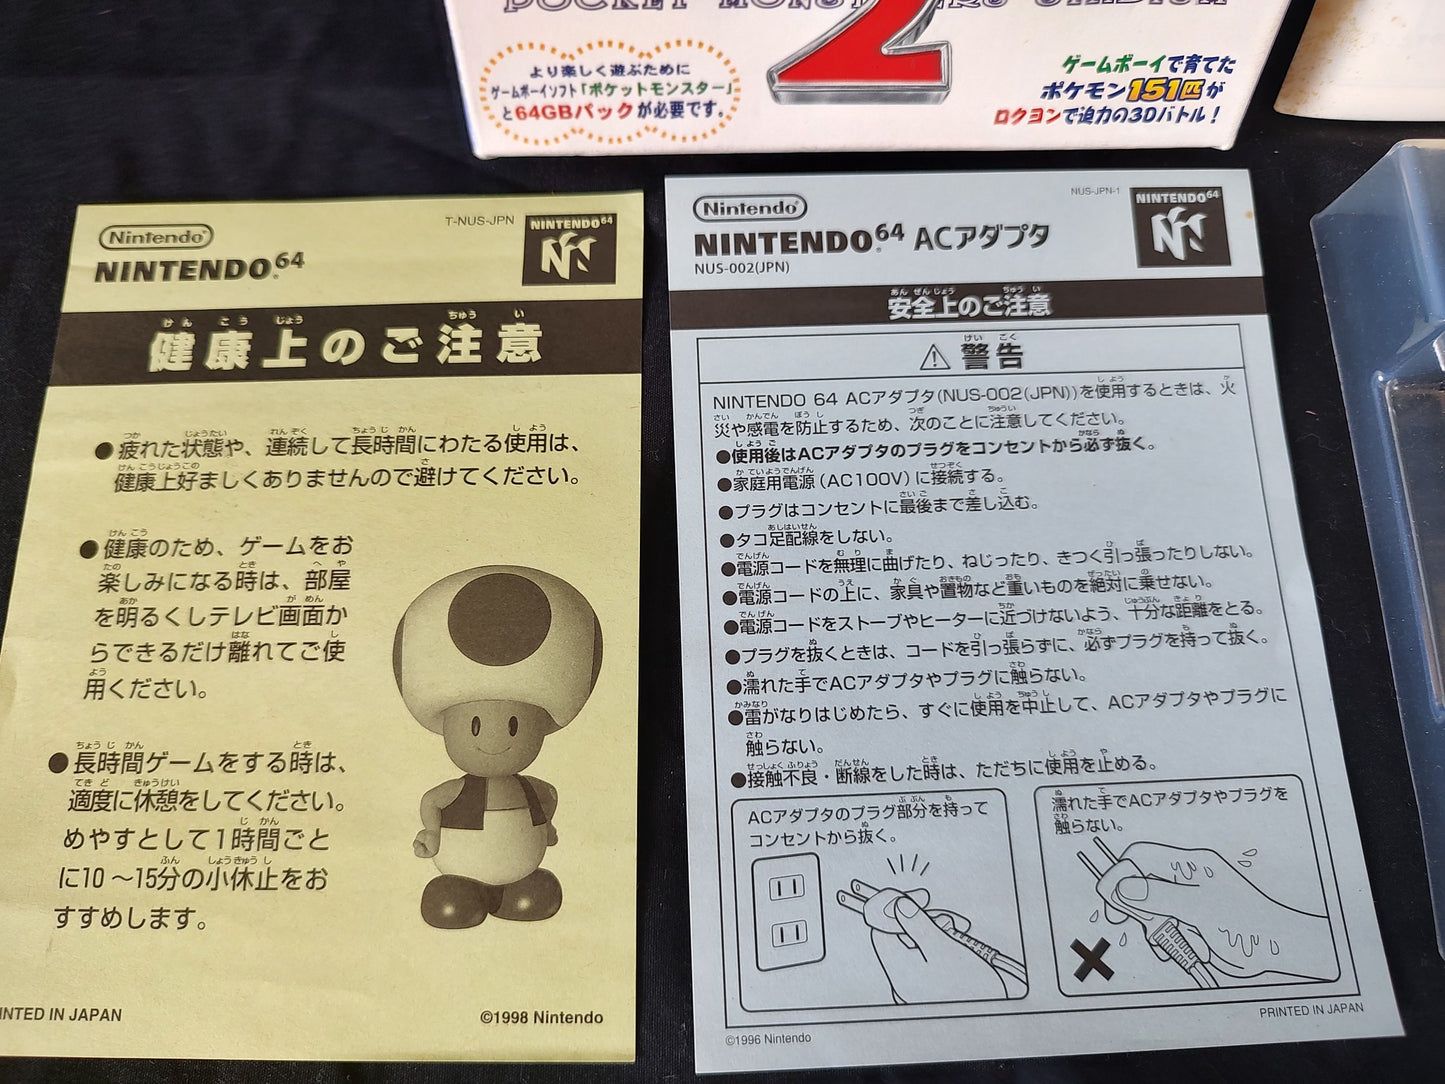 POCKET MONSTERS STADIUM
2
より楽しく遊ぶために
ゲームボーイソフト「ポケットモンスター」
と64GBパックが必要です。
ゲームボーイで育てた
ポケモン151匹が
ロクヨンで迫力の3Dバトル！
Nintendo
T-NUS-JPN
NINTENDO 64
NINTENDO 64
健康上のご注意
●疲れた状態や、連続して長時間にわたる使用は、
健康上好ましくありませんので避けてください。
●健康のため、ゲームをお
楽しみになる時は、部屋
を明るくしテレビ画面か
らできるだけ離れてご使
用ください。
●長時間ゲームをする時は、
適度に休憩をしてください。
めやすとして1時間ごと
に10～15分の小休止をお
すすめします。
INTED IN JAPAN
©1998 Nintendo
Nintendo
NUS-JPN-1
NINTENDO 64
NINTENDO 64 ACアダプタ
NUS-002(JPN)
安全上のご注意
警告
NINTENDO 64 ACアダプタ(NUS-002(JPN))を使用するときは、火
災や感電を防止するため、次のことに注意してください。
●使用後はACアダプタのプラグをコンセントから必ず抜く。
●家庭用電源(AC100V)に接続する。
●プラグはコンセントに最後まで差し込む。
●タコ足配線をしない。
●電源コードを無理に曲げたり、ねじったり、きつく引っ張ったりしない。
●電源コードの上に、家具や置物など重いものを絶対に乗せない。
●電源コードをストーブやヒーターに近づけないよう、十分な距離をとる。
●プラグを抜くときは、コードを引っ張らずに、必ずプラグを持って抜く。
●濡れた手でACアダプタやプラグに触らない。
●雷がなりはじめたら、すぐに使用を中止して、ACアダプタやプラグに
触らない。
●接触不良・断線をした時は、ただちに使用を止める。
ACアダプタのプラグ部分を持って
コンセントから抜く。
濡れた手でACアダプタやプラグを
触らない。
PRINTED IN JAPAN
©1996 Nintendo